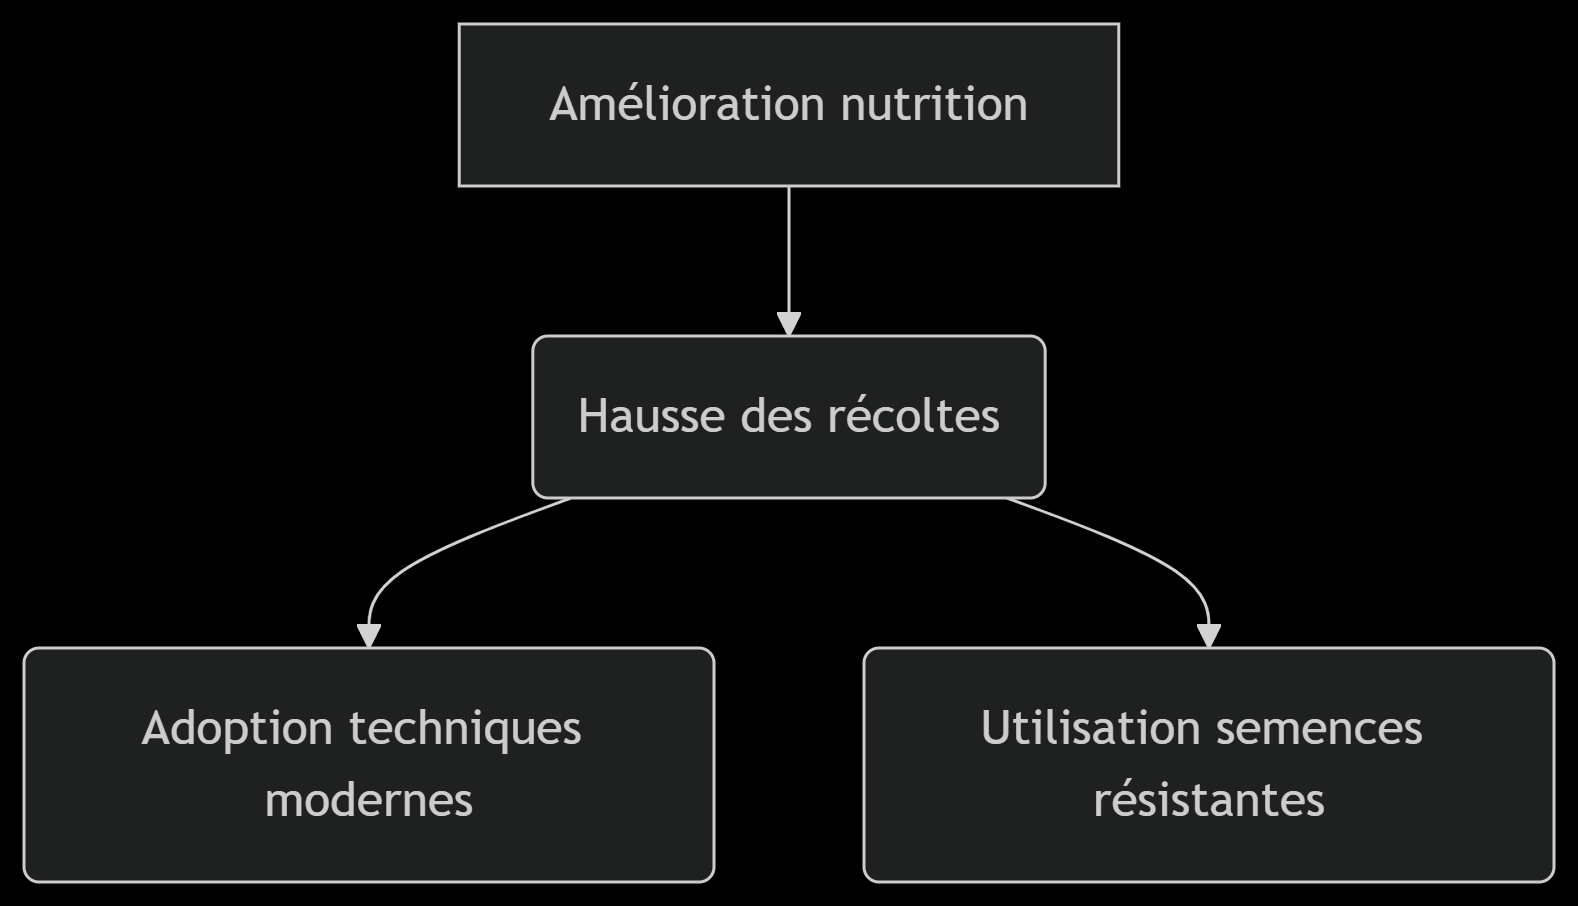 Amélioration nutrition
Hausse des récoltes
Adoption techniques
modernes
Utilisation semences
résistantes